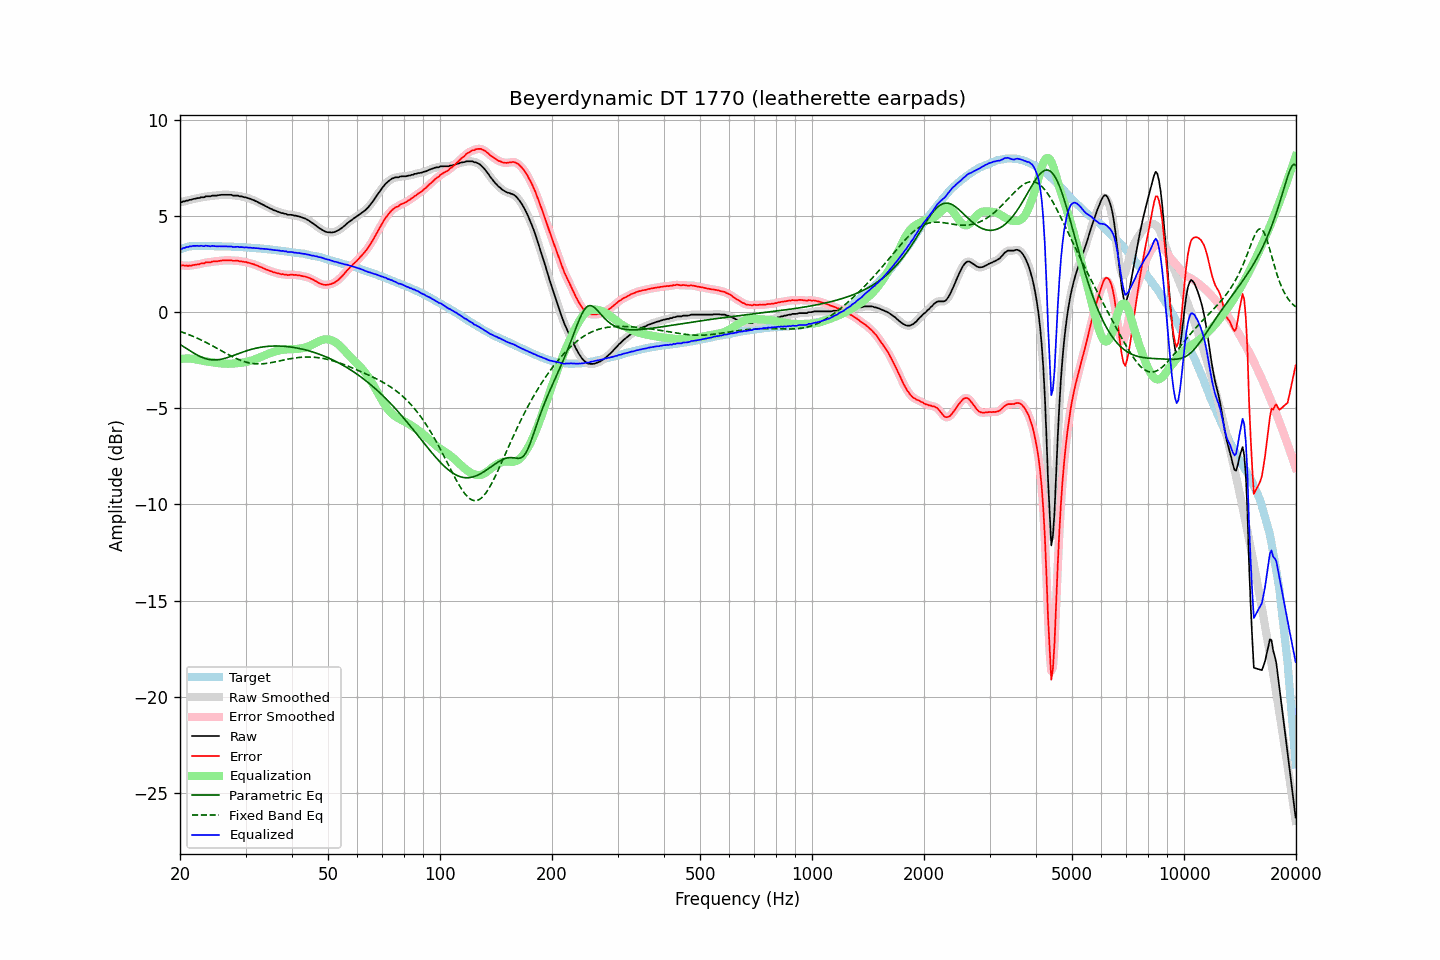 Beyerdynamic DT 1770 (leatherette earpads)
10
5
0
−5
−10
−15
−20
−25
Amplitude (dBr)
Target
Raw Smoothed
Error Smoothed
Raw
Error
Equalization
Parametric Eq
Fixed Band Eq
Equalized
20 50 100 200 500 1000 2000 5000 10000 20000
Frequency (Hz)